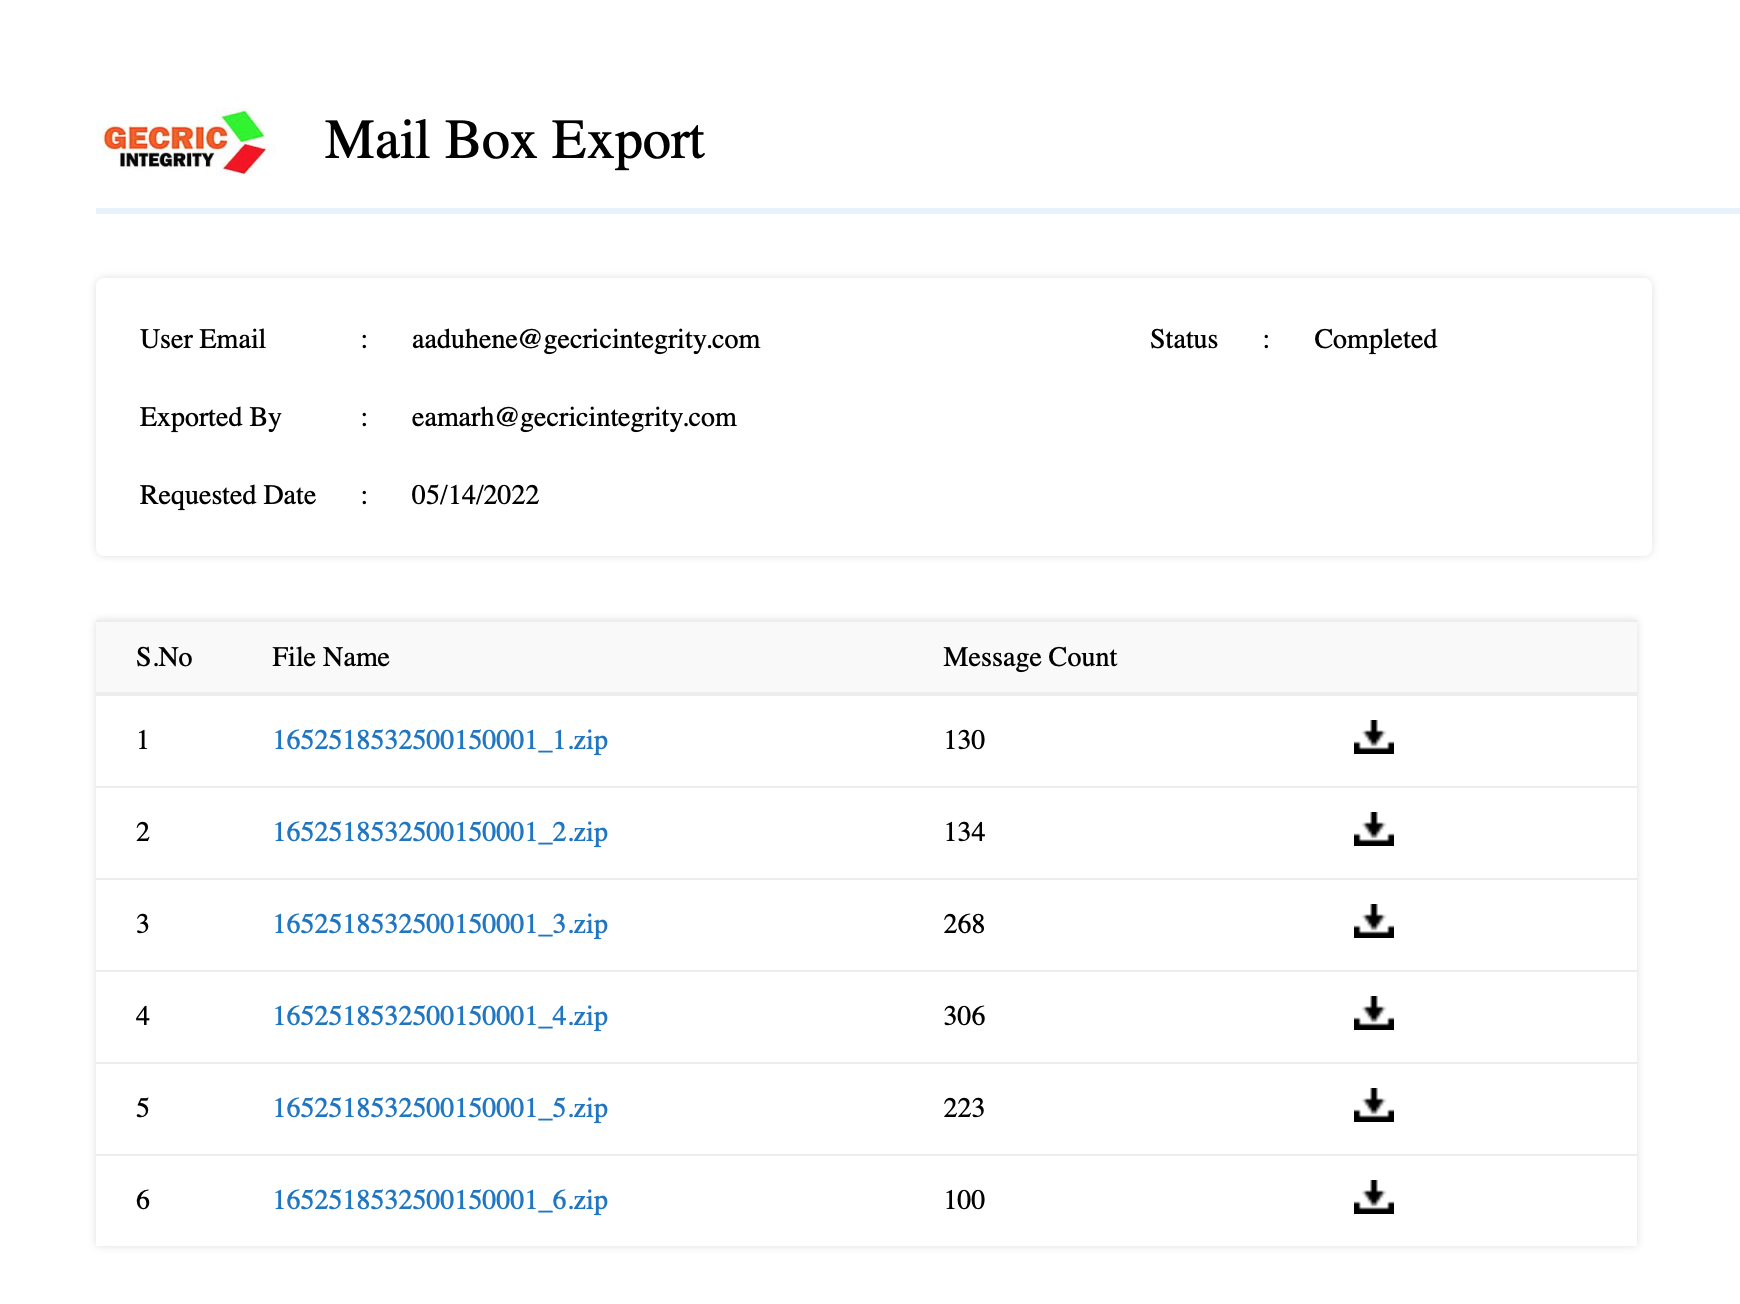 GECRIC
INTEGRITY
Mail Box Export
User Email : aaduhene@gecricintegrity.com Status : Completed
Exported By : eamarh@gecricintegrity.com
Requested Date : 05/14/2022
S.No File Name Message Count
1 1652518532500150001_1.zip 130
2 1652518532500150001_2.zip 134
3 1652518532500150001_3.zip 268
4 1652518532500150001_4.zip 306
5 1652518532500150001_5.zip 223
6 1652518532500150001_6.zip 100